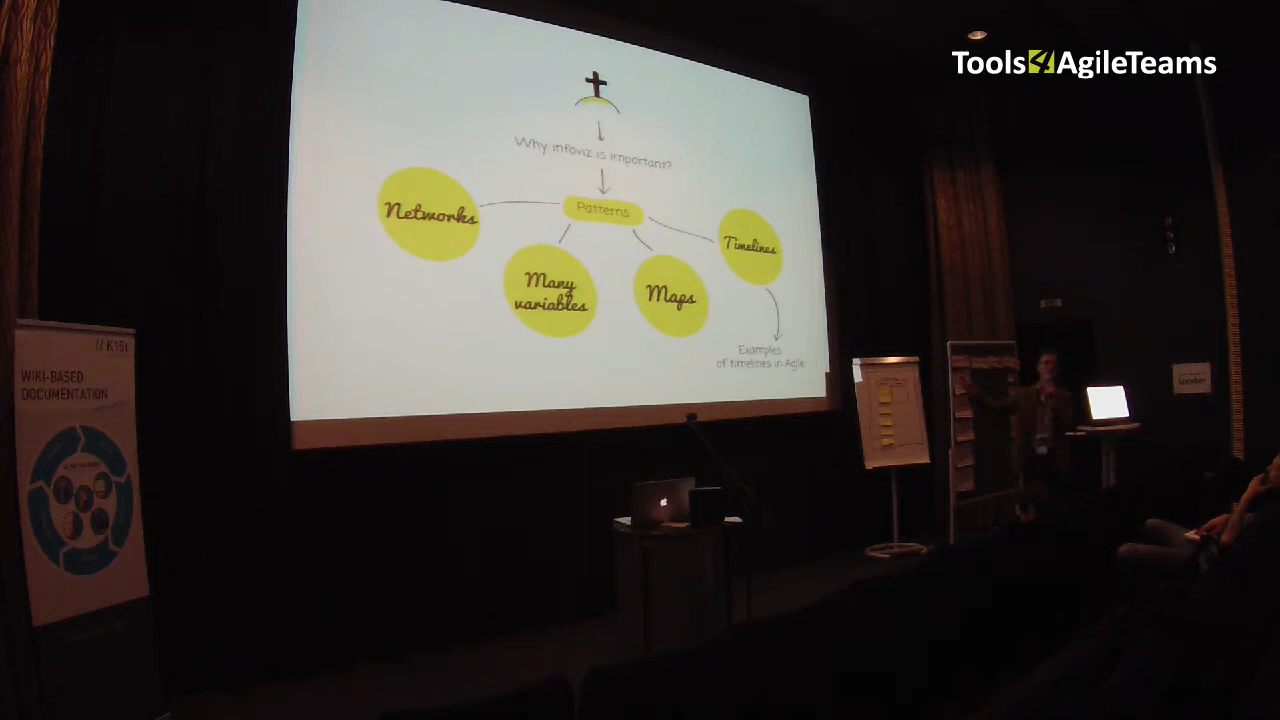 Tools4AgileTeams
Why infoviz is important?
Patterns
Networks
Many
variables
Maps
Timelines
Examples
of timelines in Agile
// K15t
WIKI-BASED
DOCUMENTATION